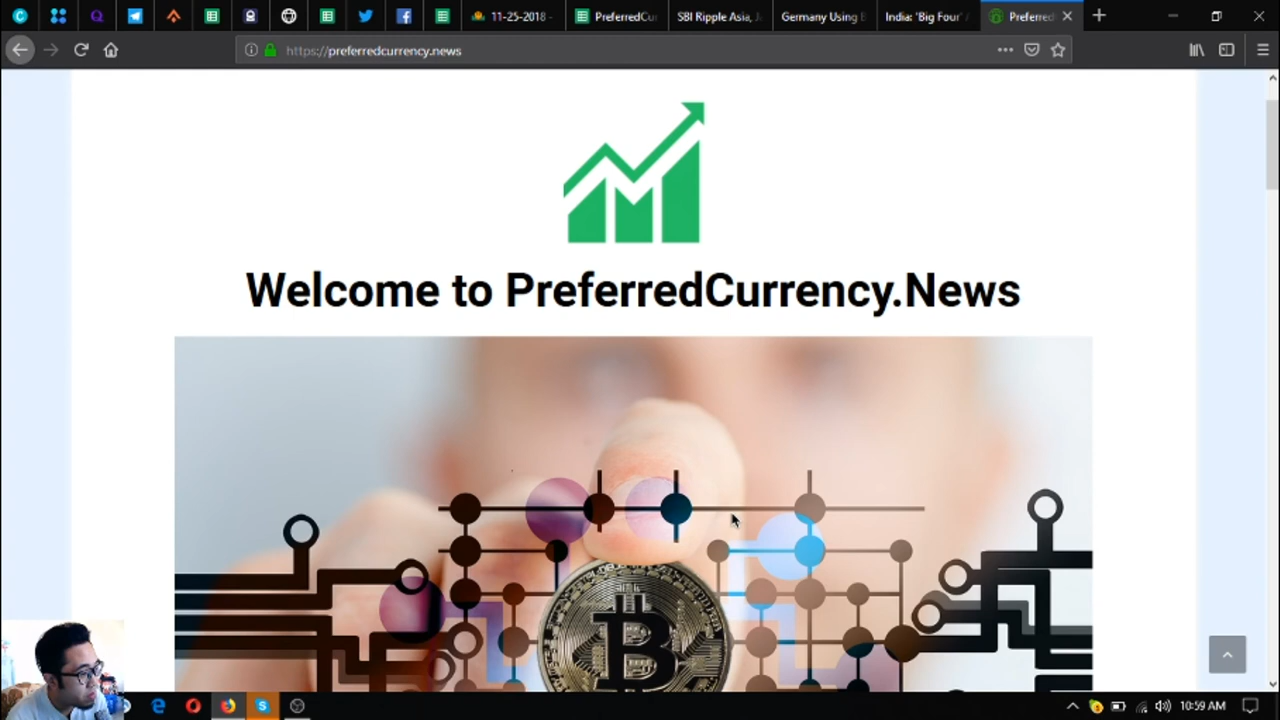 11-25-2018 -
PreferredCur
SBI Ripple Asia, J
Germany Using B
India: 'Big Four' A
Preferred
https://preferredcurrency.news
Welcome to PreferredCurrency.News
10:59 AM